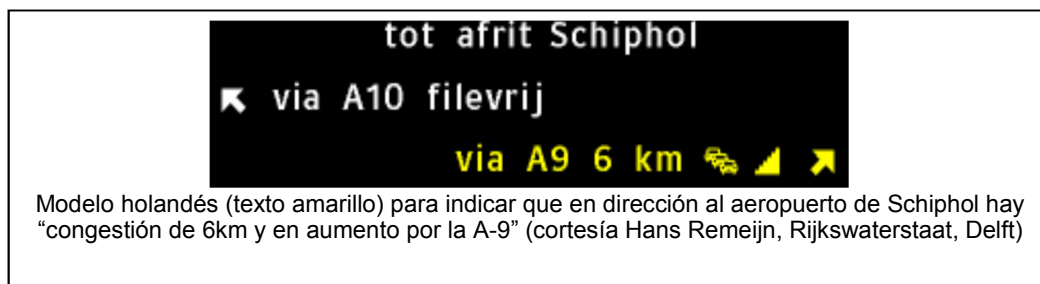 tot afrit Schiphol
via A10 filevrij
via A9 6 km
Modelo holandés (texto amarillo) para indicar que en dirección al aeropuerto de Schiphol hay
“congestión de 6km y en aumento por la A-9” (cortesía Hans Remeijn, Rijkswaterstaat, Delft)